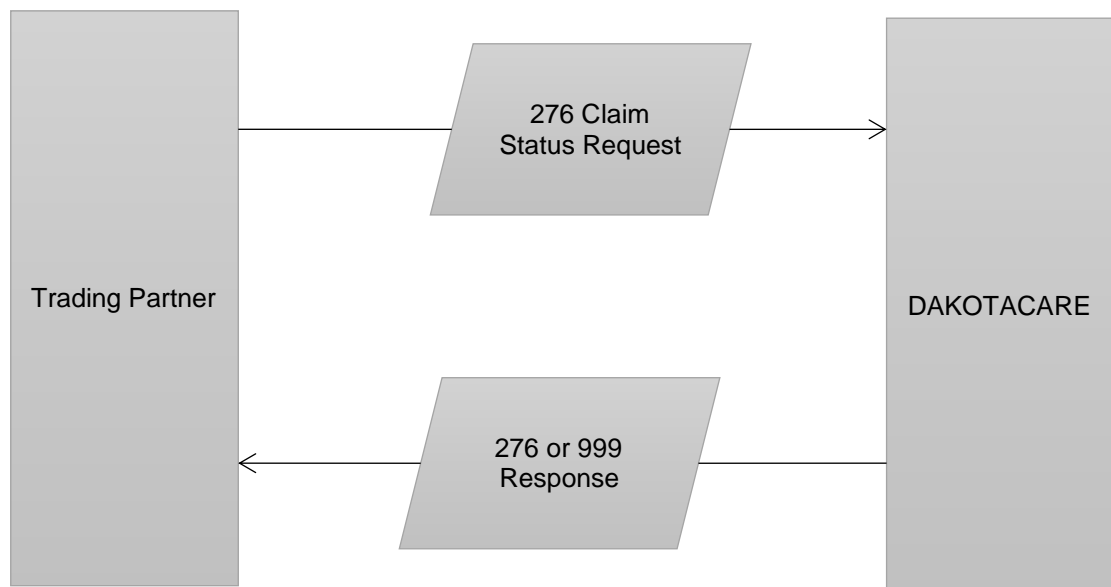 276 Claim
Status Request
Trading Partner
DAKOTACARE
276 or 999
Response